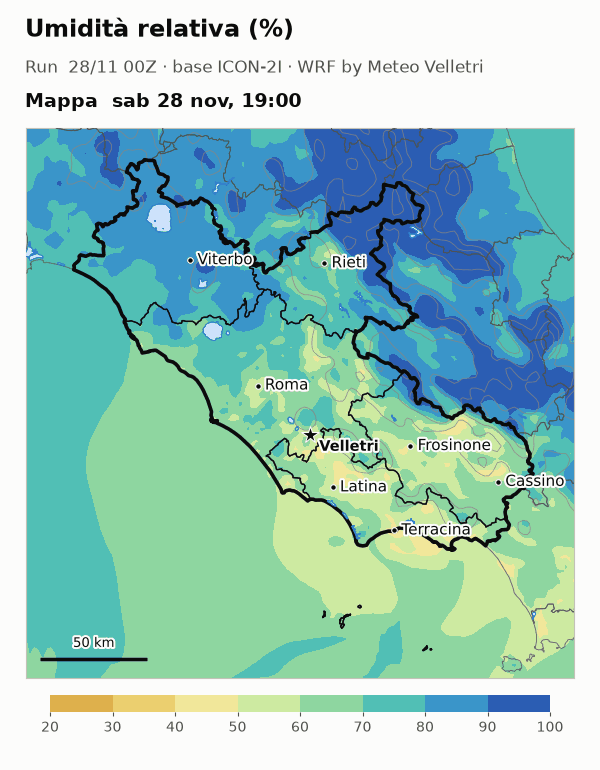 Umidità relativa (%)
Run  28/11 00Z · base ICON-2I · WRF by Meteo Velletri
Mappa  sab 28 nov, 19:00
Viterbo
Rieti
Roma
Velletri
Frosinone
Cassino
Latina
Terracina
50 km
20 30 40 50 60 70 80 90 100